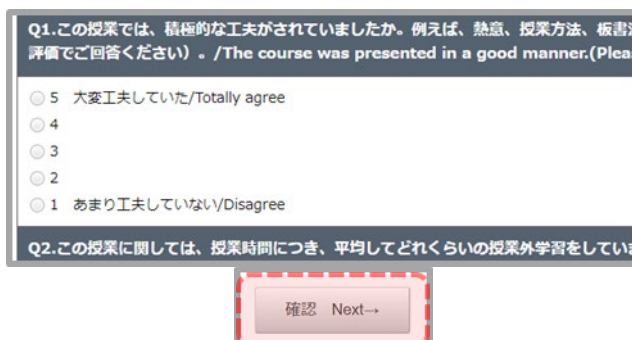 Q1.この授業では、積極的な工夫がされていましたか。例えば、熱意、授業方法、板書
評価でご回答ください）。/The course was presented in a good manner.(Plea
5 大変工夫していた/Totally agree
4
3
2
1 あまり工夫していない/Disagree
Q2.この授業に関しては、授業時間につき、平均してどれくらいの授業外学習をしてい
確認 Next→